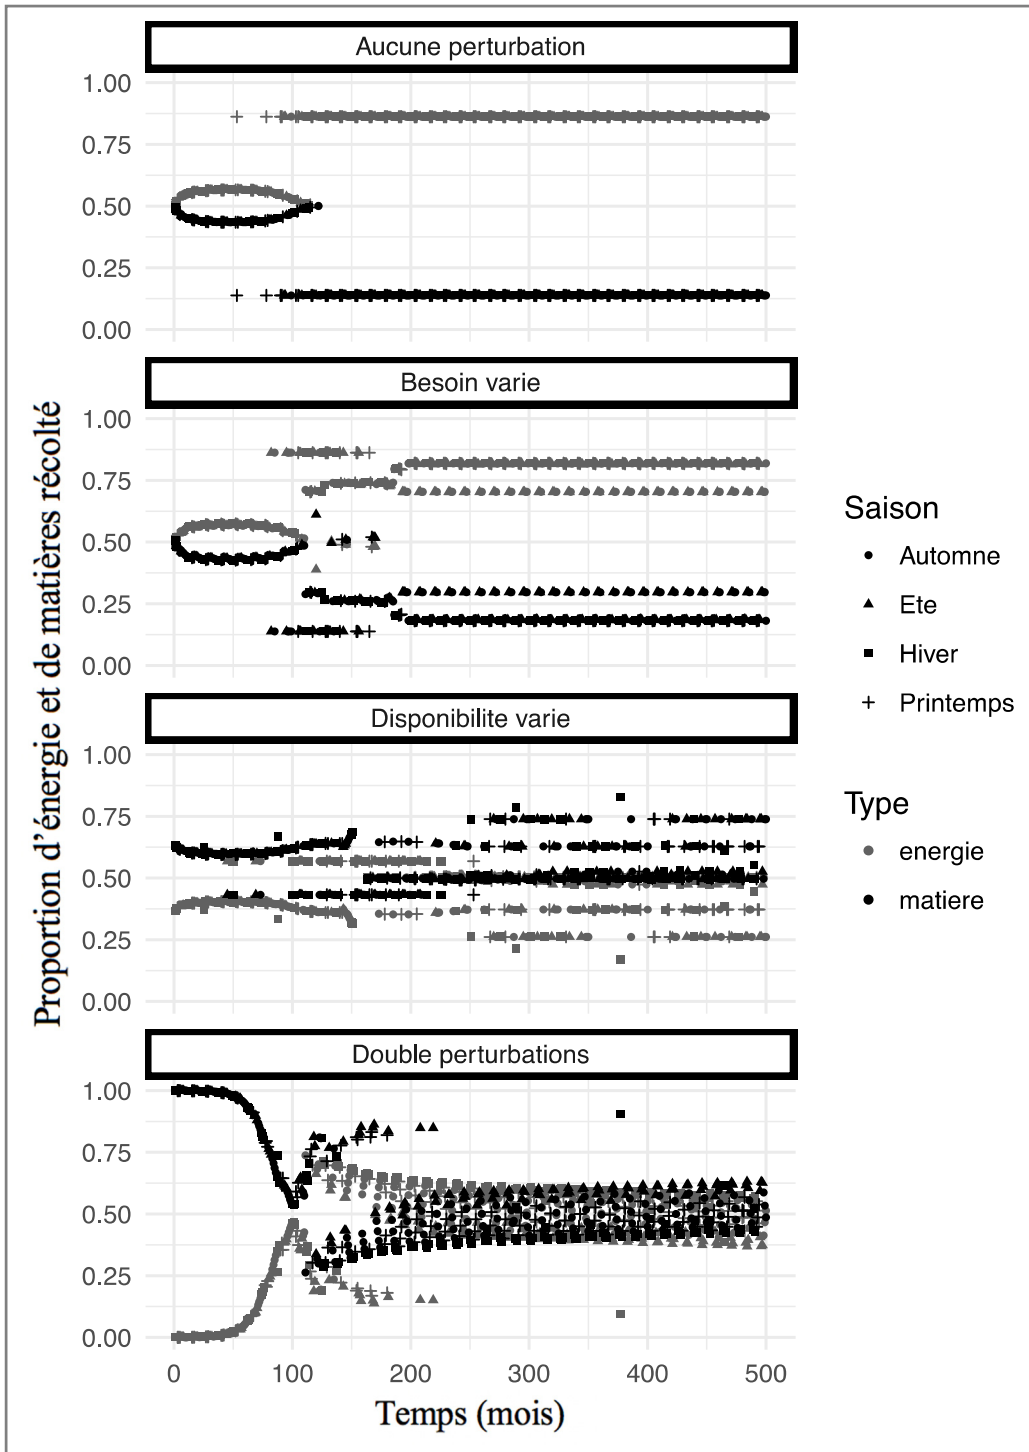 Aucune perturbation
1.00
0.75
0.50
0.25
0.00
Besoin varie
1.00
0.75
0.50
0.25
0.00
Disponibilite varie
1.00
0.75
0.50
0.25
0.00
Double perturbations
1.00
0.75
0.50
0.25
0.00
0 100 200 300 400 500
Temps (mois)
Proportion d'énergie et de matières récolté
Saison
Automne
Ete
Hiver
Printemps
Type
energie
matiere